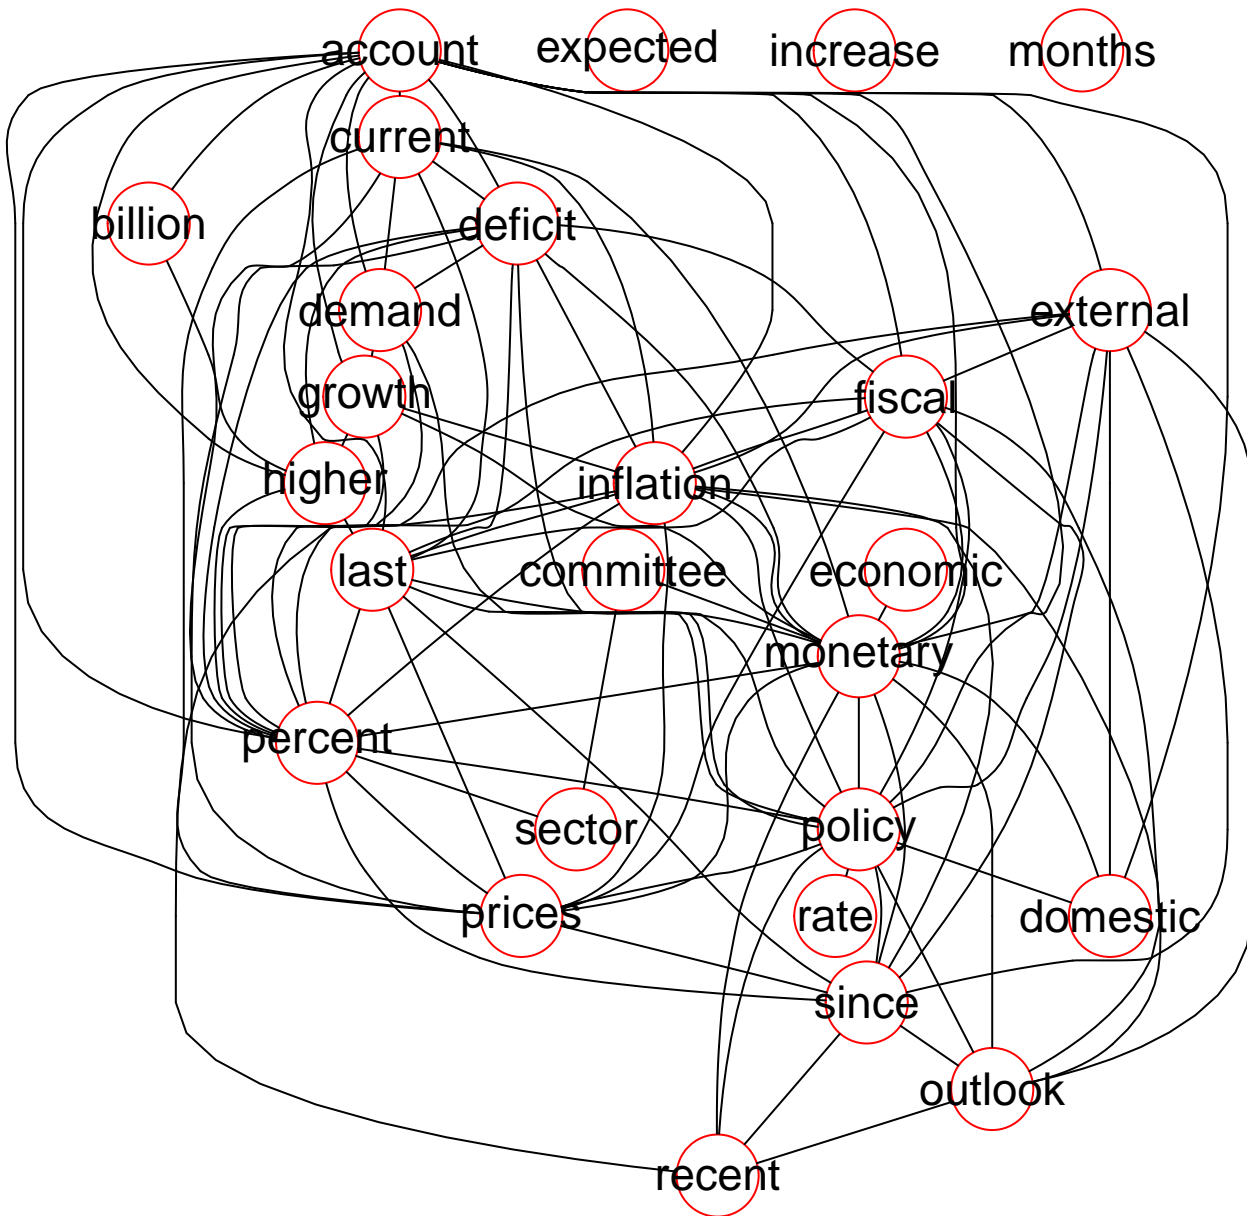 account
expected
increase
months
current
billion
deficit
demand
external
growth
fiscal
higher
inflation
last
committee
economic
monetary
percent
sector
policy
prices
rate
domestic
since
outlook
recent